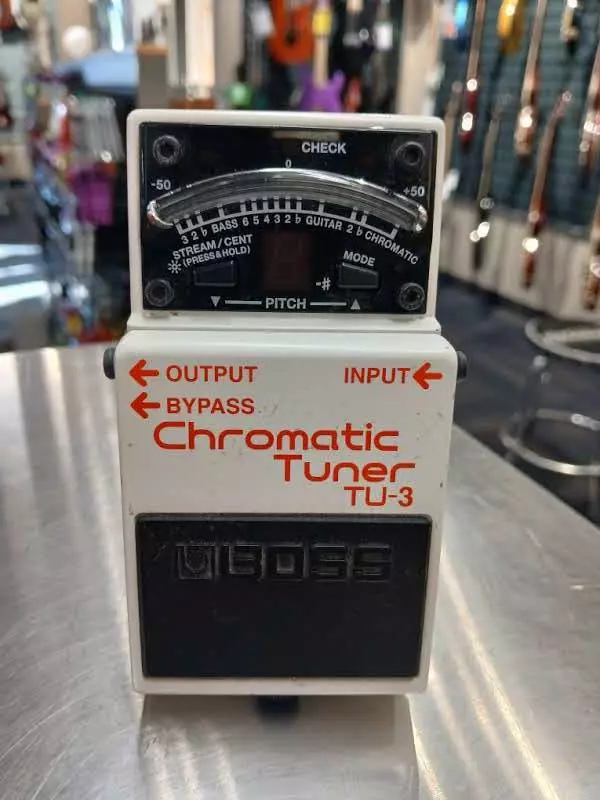 CHECK
0
-50
+50
3 2 ♭ BASS 6 5 4 3 2 ♭ GUITAR 2 ♭ CHROMATIC
STREAM/CENT
(PRESS & HOLD)
MODE
-#
▼ PITCH ▲
← OUTPUT
INPUT ←
← BYPASS
Chromatic
Tuner
TU-3
BOSS